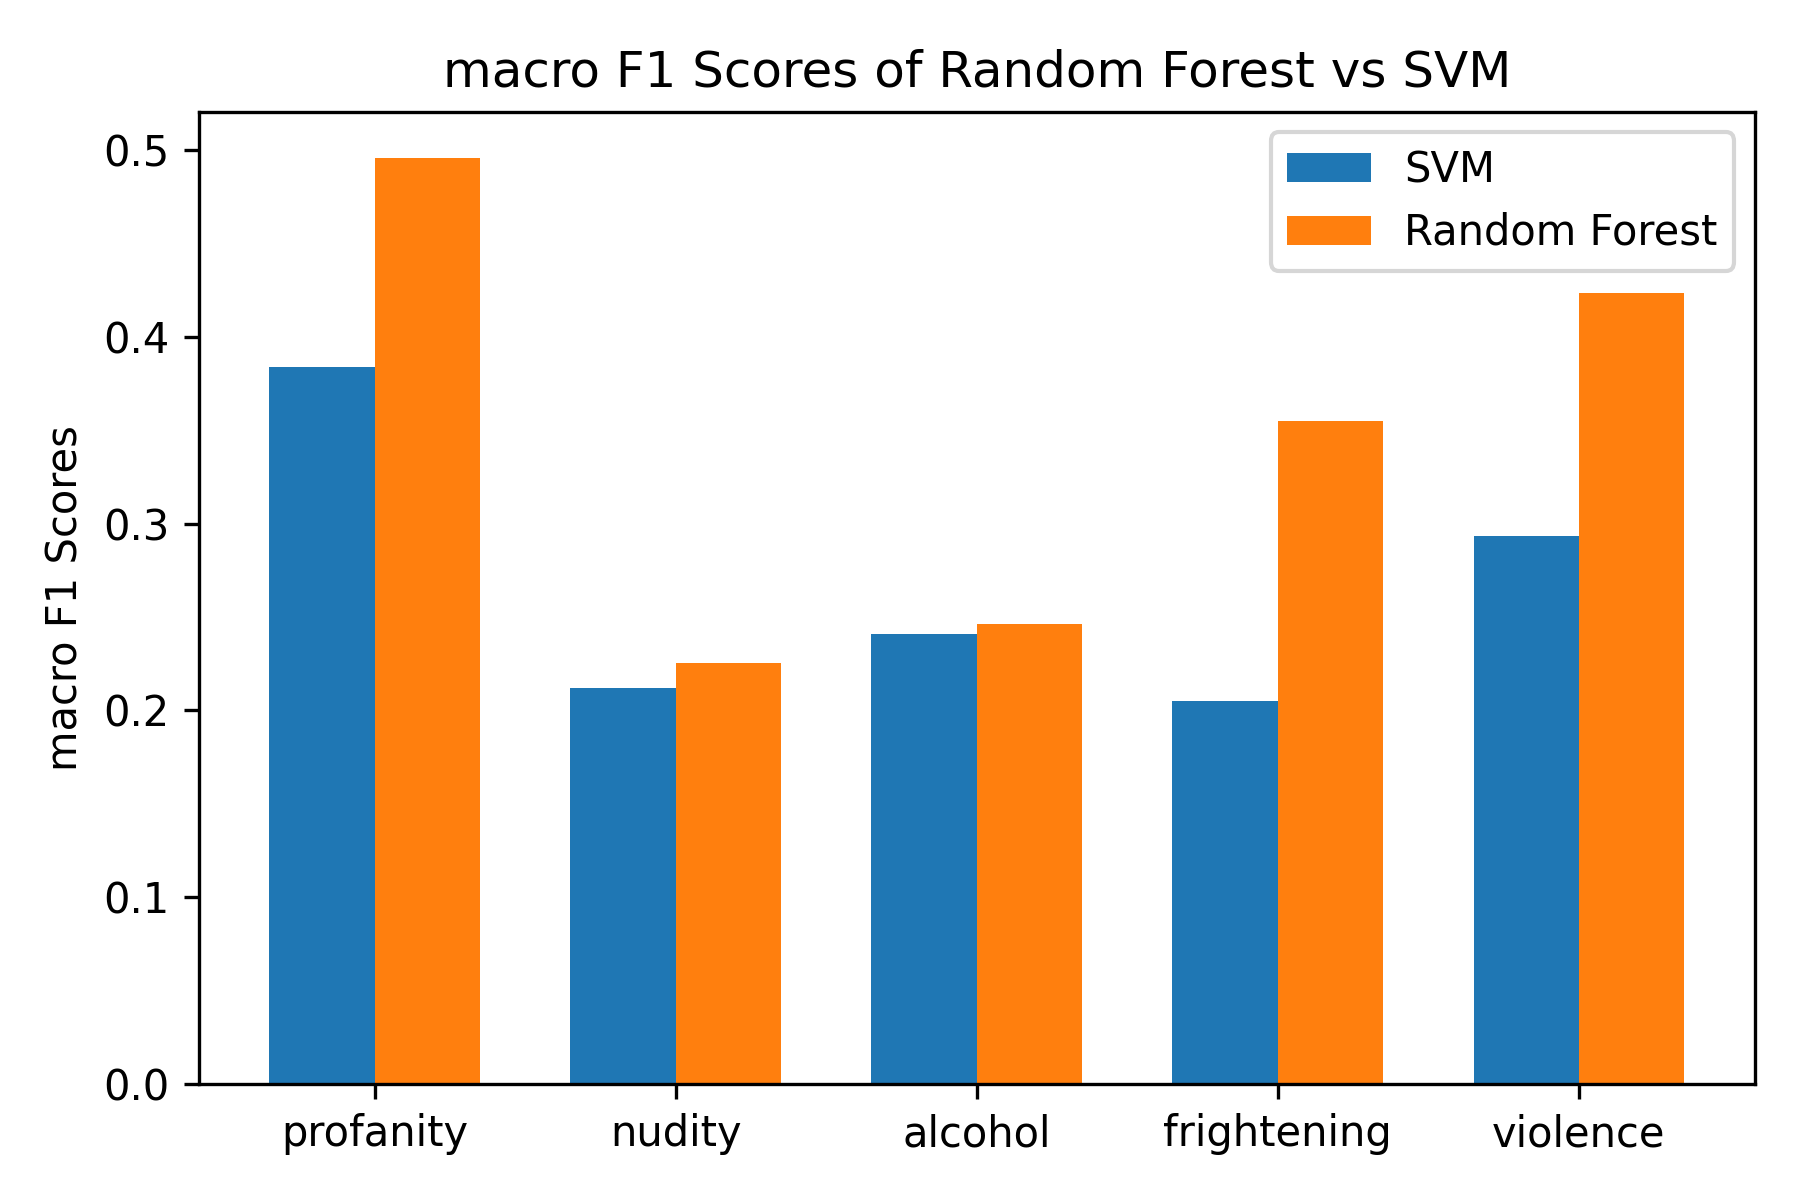 macro F1 Scores of Random Forest vs SVM
SVM
Random Forest
macro F1 Scores
0.5
0.4
0.3
0.2
0.1
0.0
profanity
nudity
alcohol
frightening
violence